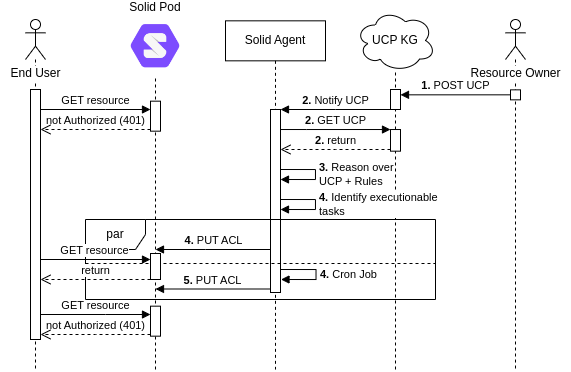 Solid Pod
Solid Agent
UCP KG
End User
Resource Owner
1. POST UCP
GET resource
2. Notify UCP
not Authorized (401)
2. GET UCP
2. return
3. Reason over
UCP + Rules
4. Identify executionable
tasks
par
4. PUT ACL
GET resource
return
4. Cron Job
5. PUT ACL
GET resource
not Authorized (401)